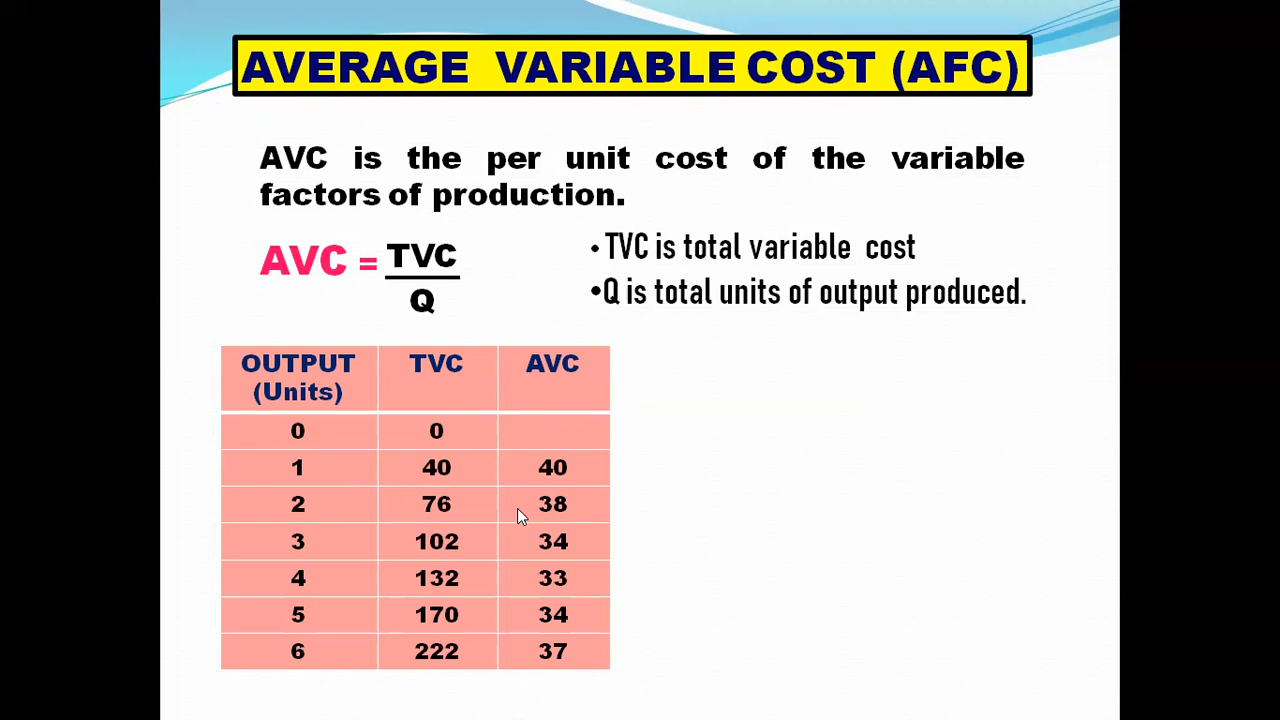 AVERAGE VARIABLE COST (AFC)
AVC is the per unit cost of the variable
factors of production.
AVC = TVC
Q
• TVC is total variable cost
•Q is total units of output produced.
OUTPUT (Units) TVC AVC
0 0
1 40 40
2 76 38
3 102 34
4 132 33
5 170 34
6 222 37